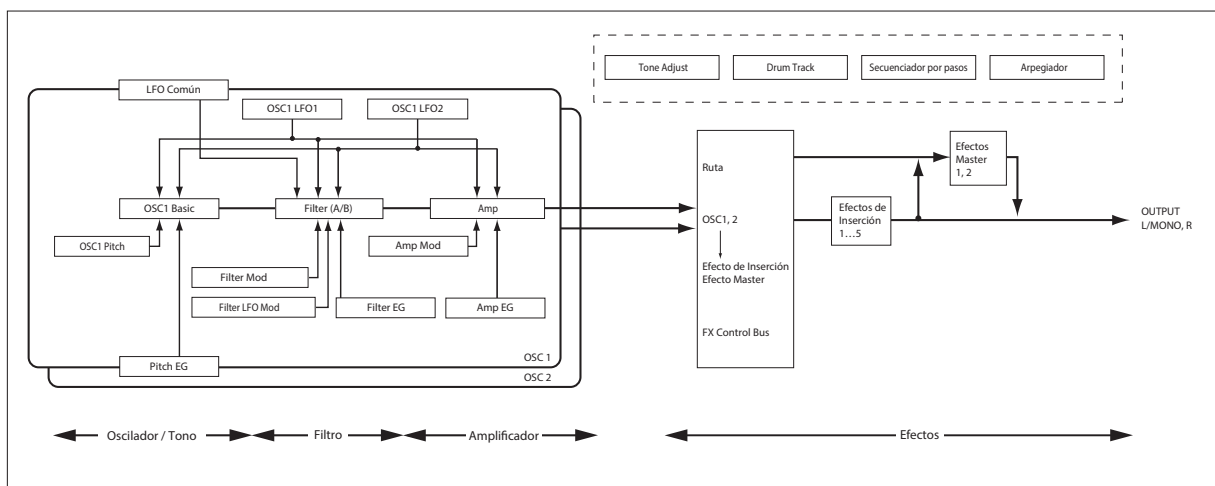 Tone Adjust
Drum Track
Secuenciador por pasos
Arpegiador
LFO Común
OSC1 LFO1
OSC1 LFO2
OSC1 Basic
Filter (A/B)
Amp
OSC1 Pitch
Amp Mod
Filter Mod
Filter LFO Mod
Filter EG
Amp EG
Pitch EG
OSC 1
OSC 2
Ruta
OSC1, 2
Efecto de Inserción
Efecto Master
FX Control Bus
Efectos de
Inserción
1...5
Efectos
Master
1, 2
OUTPUT
L/MONO, R
Oscilador / Tono
Filtro
Amplificador
Efectos